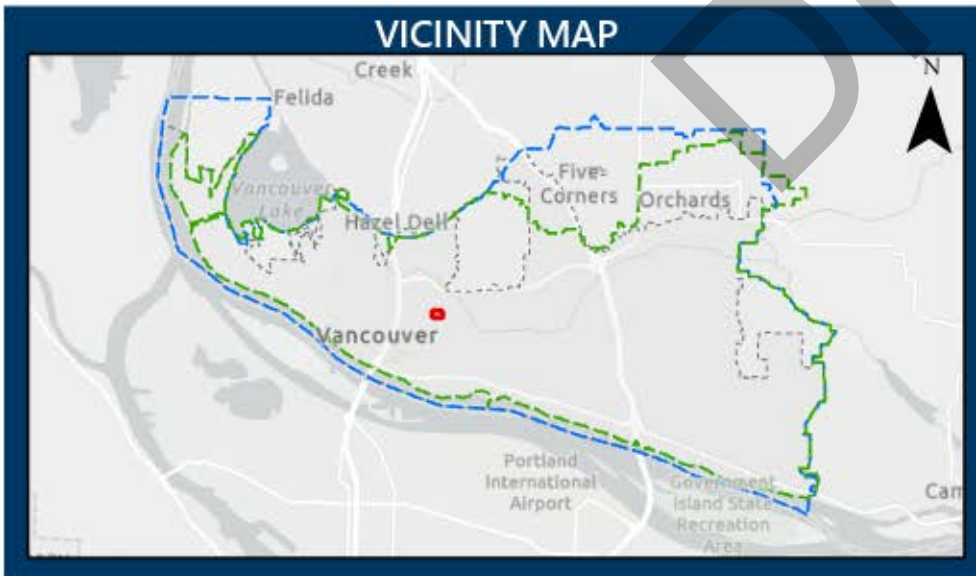 VICINITY MAP
Creek
N
Felida
Vancouver
Lake
Five
Corners
Orchards
Hazel Dell
Vancouver
Portland
International
Airport
Government
Island State
Recreation
Area
Cam